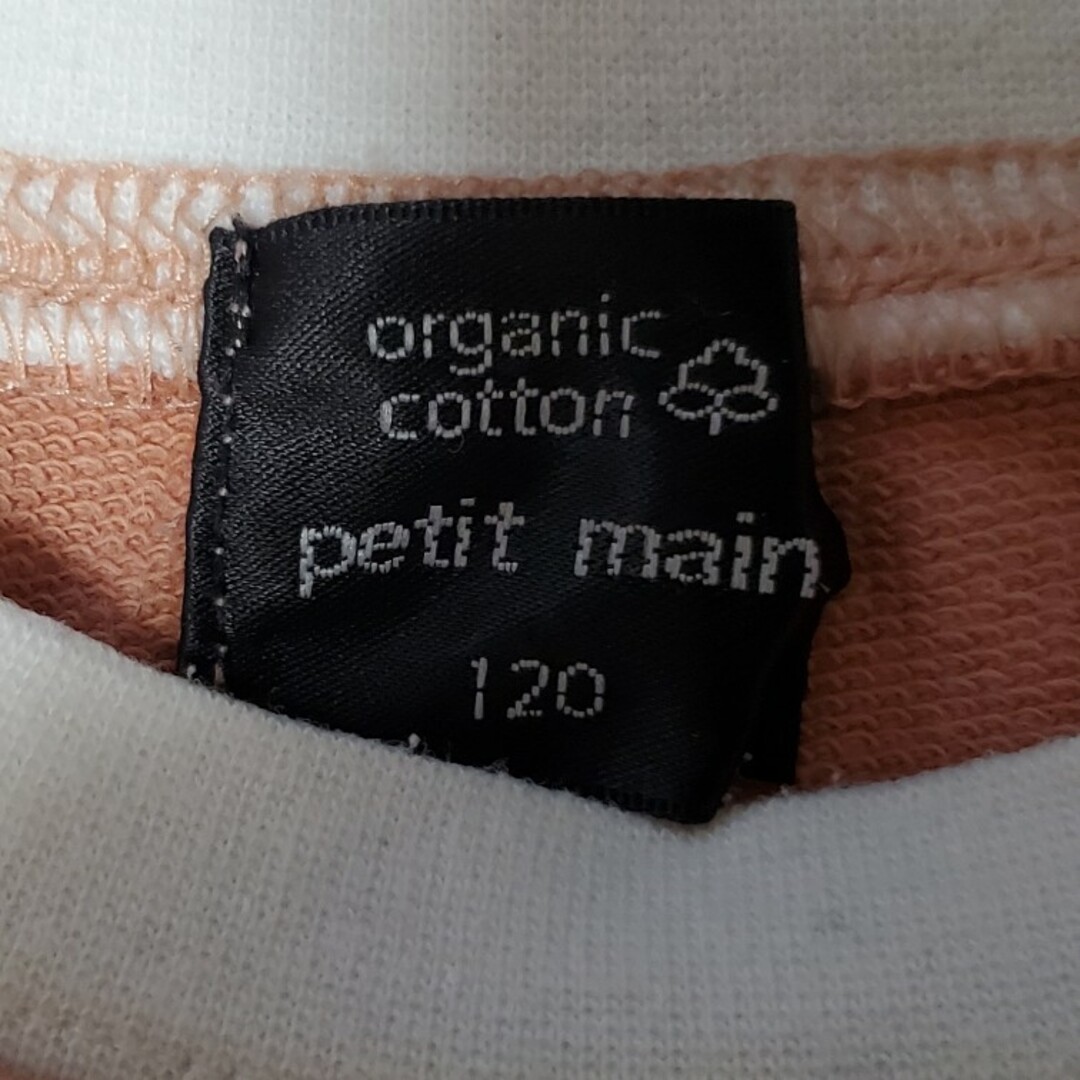 organic
cotton
petit main
120